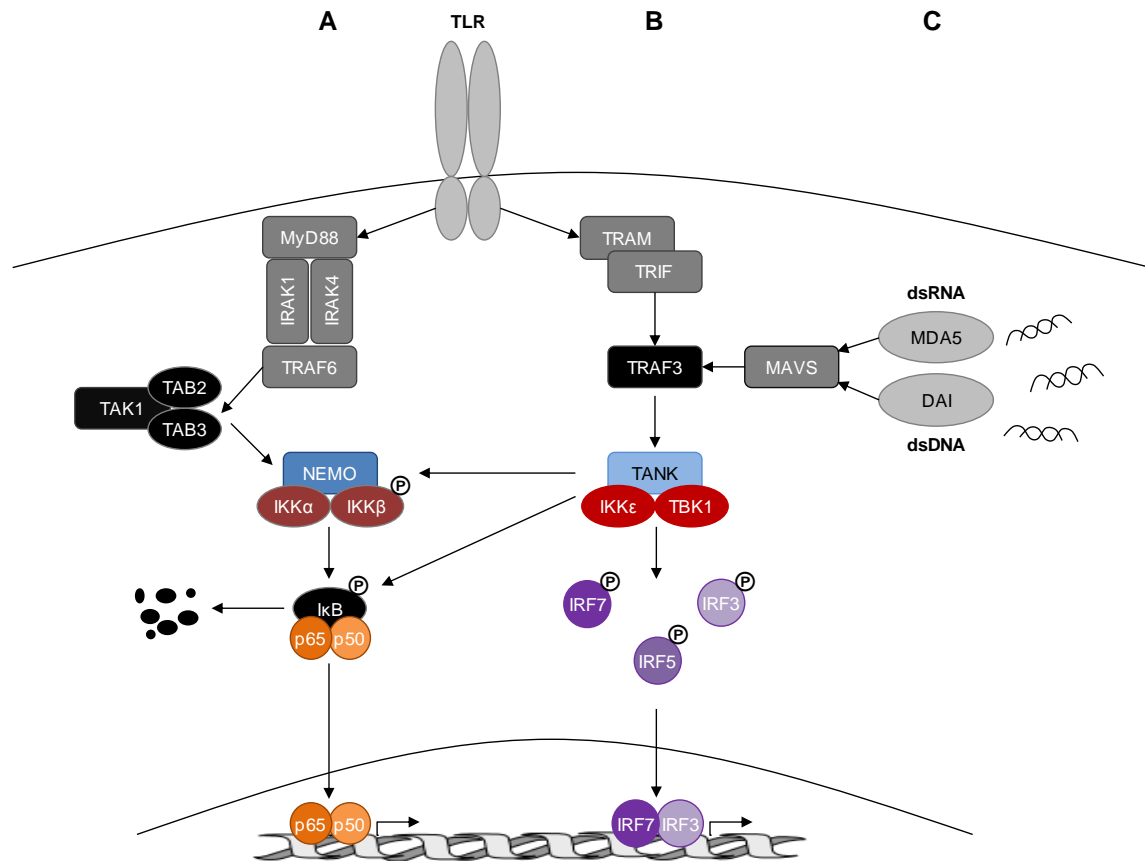 A
TLR
B
C
MyD88
IRAK1
IRAK4
TRAF6
TRAM
TRIF
dsRNA
MDA5
TRAF3
MAVS
DAI
dsDNA
TAK1
TAB2
TAB3
NEMO
P
IKKα
IKKβ
TANK
IKKε
TBK1
P
IκB
p65
p50
P
IRF7
P
IRF3
P
IRF5
p65
p50
IRF7
IRF3